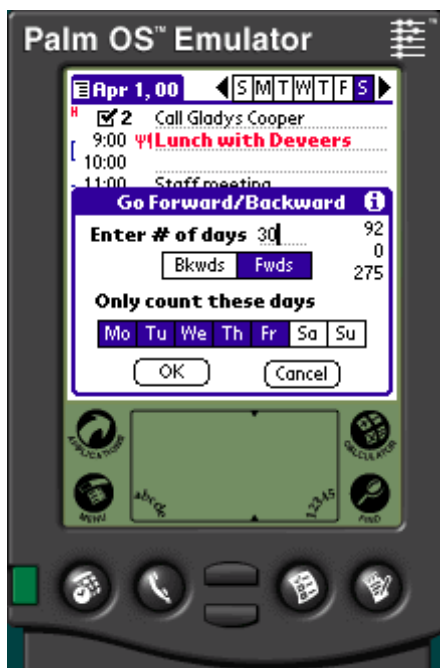 Palm OS™ Emulator
Apr 1, 00 S M T W T F S
H 2 Call Gladys Cooper
9:00 Lunch with Deveers
10:00
11:00 Staff meeting
Go Forward/Backward i
Enter # of days 30 92
0
Bkwds Fwds 275
Only count these days
Mo Tu We Th Fr Sa Su
OK Cancel
APPLICATIONS CALCULATOR
abcde 12345
MENU FIND